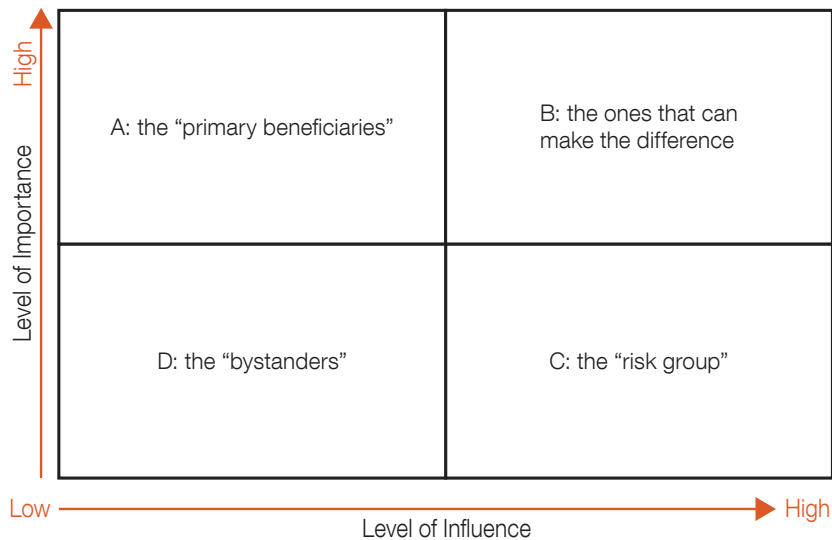 High
Level of Importance
A: the “primary beneficiaries”
B: the ones that can
make the difference
D: the “bystanders”
C: the “risk group”
Low
High
Level of Influence